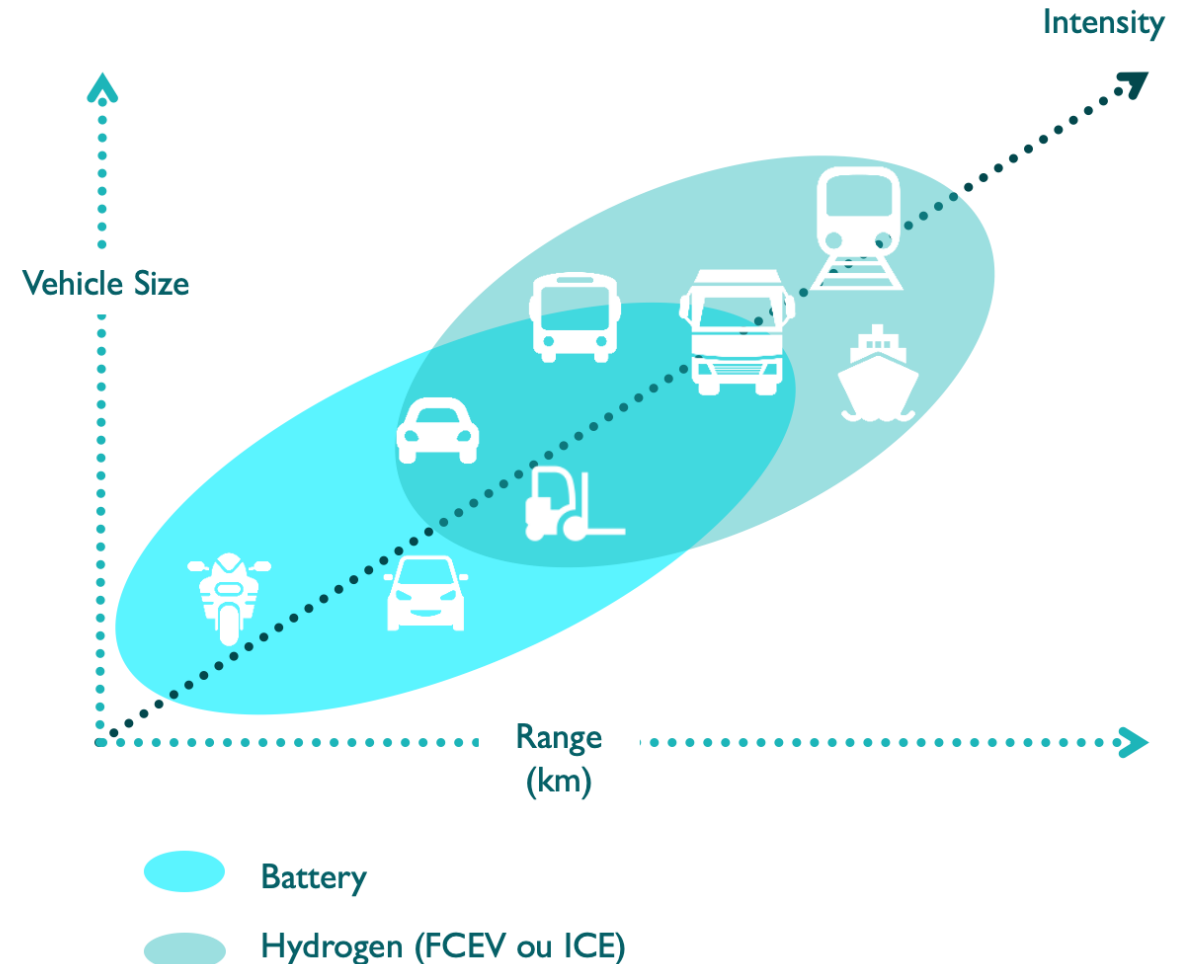 Intensity
Vehicle Size
Range
(km)
Battery
Hydrogen (FCEV ou ICE)